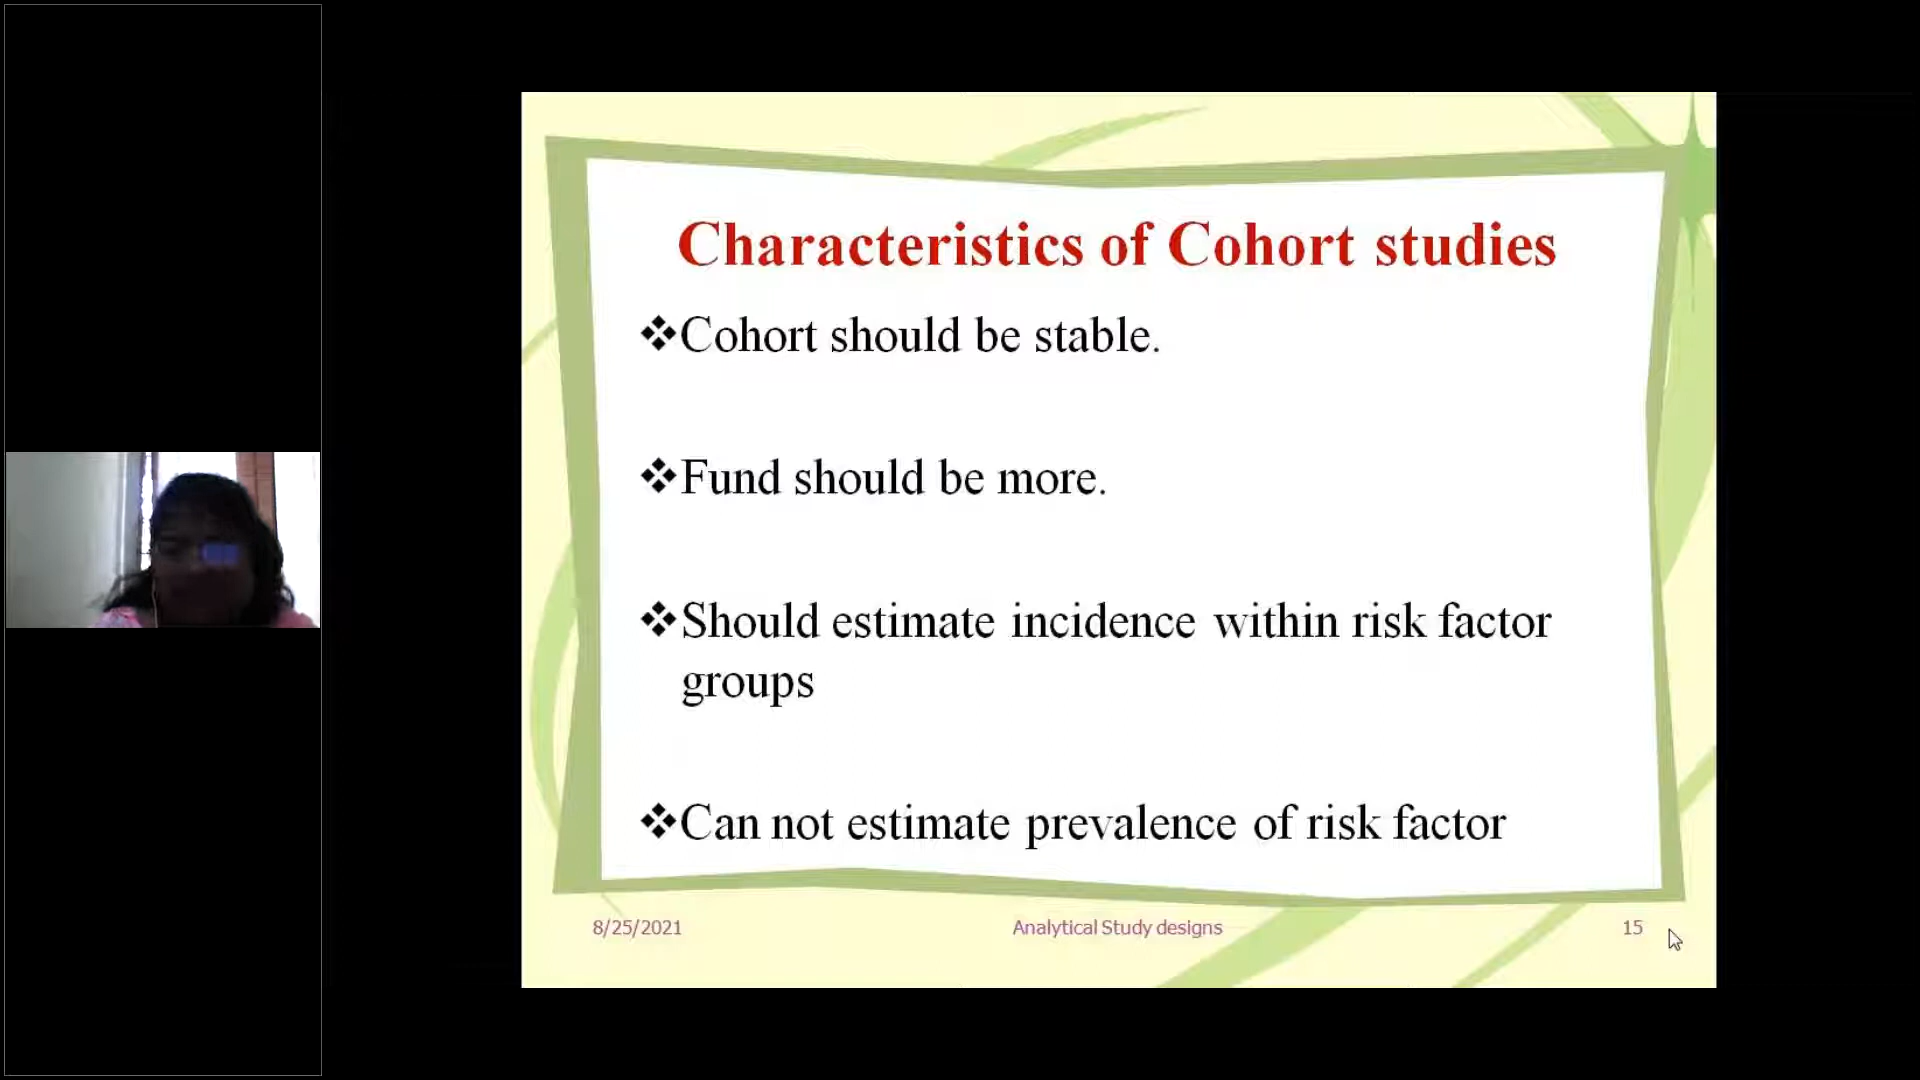 Characteristics of Cohort studies
❖Cohort should be stable.
❖Fund should be more.
❖Should estimate incidence within risk factor
groups
❖Can not estimate prevalence of risk factor
8/25/2021 Analytical Study designs 15